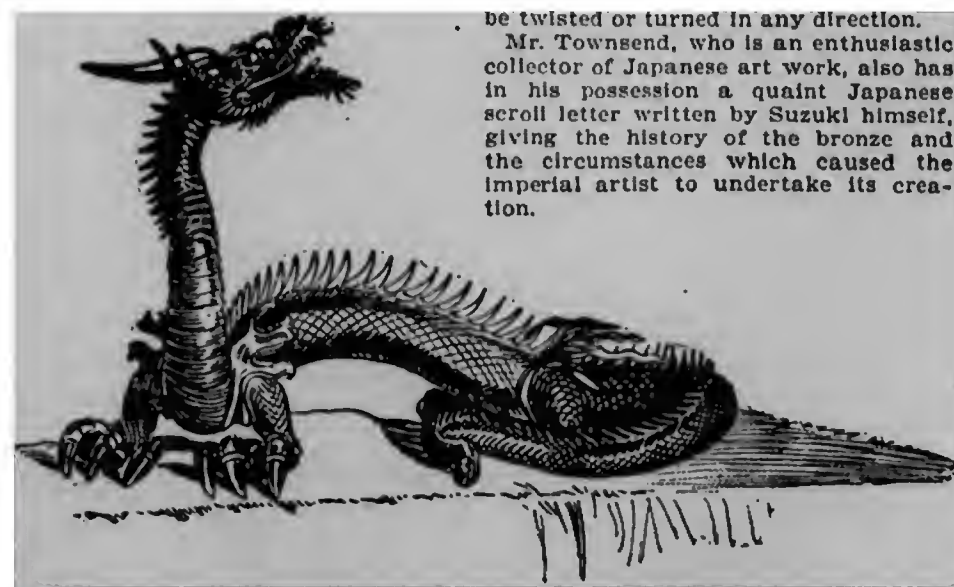 be twisted or turned in any direction.
Mr. Townsend, who is an enthusiastic
collector of Japanese art work, also has
in his possession a quaint Japanese
scroll letter written by Suzuki himself,
giving the history of the bronze and
the circumstances which caused the
imperial artist to undertake its crea-
tion.